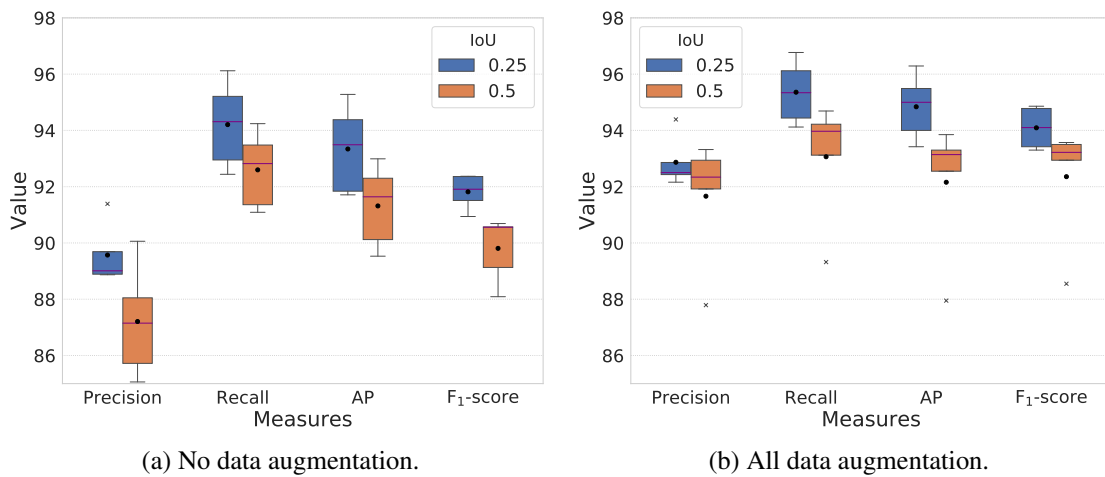 98
96
94
92
90
88
86
Value
IoU
0.25
0.5
Precision
Recall
AP
F₁-score
Measures
(a) No data augmentation.
98
96
94
92
90
88
86
Value
IoU
0.25
0.5
Precision
Recall
AP
F₁-score
Measures
(b) All data augmentation.